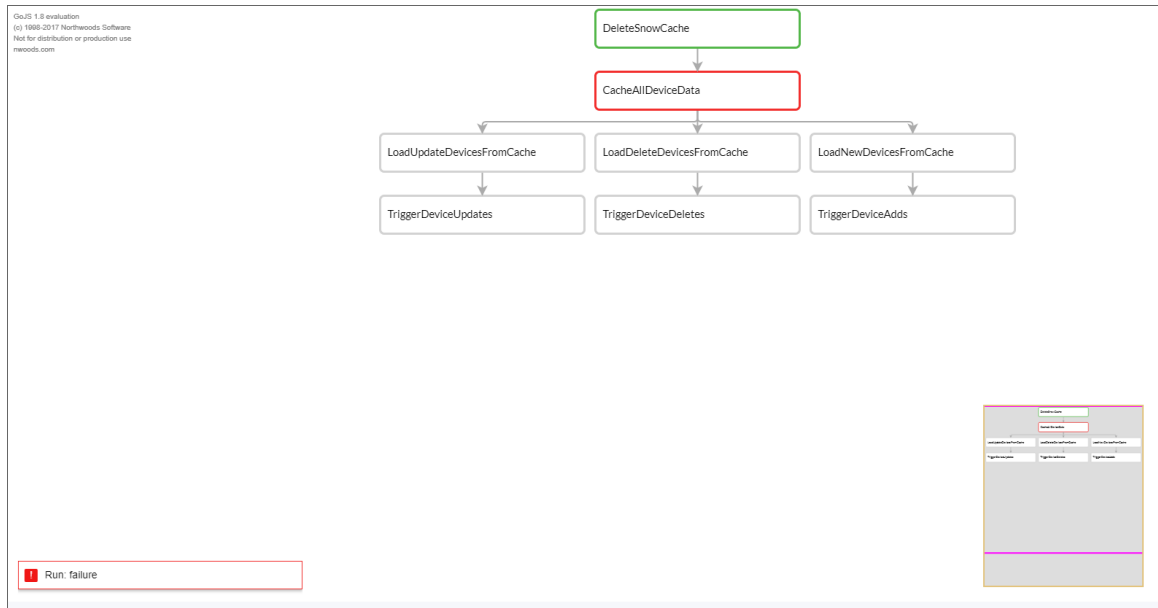 GoJS 1.8 evaluation
(c) 1998-2017 Northwoods Software
Not for distribution or production use
nwoods.com
DeleteSnowCache
CacheAllDeviceData
LoadUpdateDevicesFromCache
LoadDeleteDevicesFromCache
LoadNewDevicesFromCache
TriggerDeviceUpdates
TriggerDeviceDeletes
TriggerDeviceAdds
! Run: failure